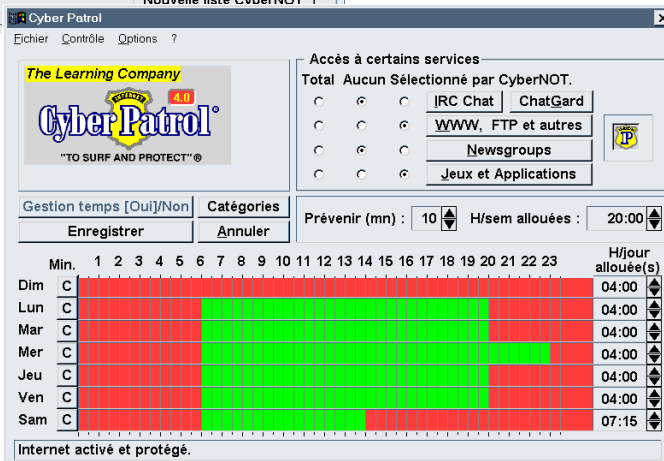 Nouvelle liste CyberNOT
Cyber Patrol
Fichier Contrôle Options ?
The Learning Company
4.0
INTERNET
Cyber Patrol®
"TO SURF AND PROTECT"®
Accès à certains services
Total Aucun Sélectionné par CyberNOT.
IRC Chat ChatGard
WWW, FTP et autres
Newsgroups
Jeux et Applications
P
Gestion temps [Oui]/Non Catégories
Enregistrer Annuler
Prévenir (mn) : 10 H/sem allouées : 20:00
Min. 1 2 3 4 5 6 7 8 9 10 11 12 13 14 15 16 17 18 19 20 21 22 23 H/jour allouée(s)
Dim C 04:00
Lun C 04:00
Mar C 04:00
Mer C 04:00
Jeu C 04:00
Ven C 04:00
Sam C 07:15
Internet activé et protégé.